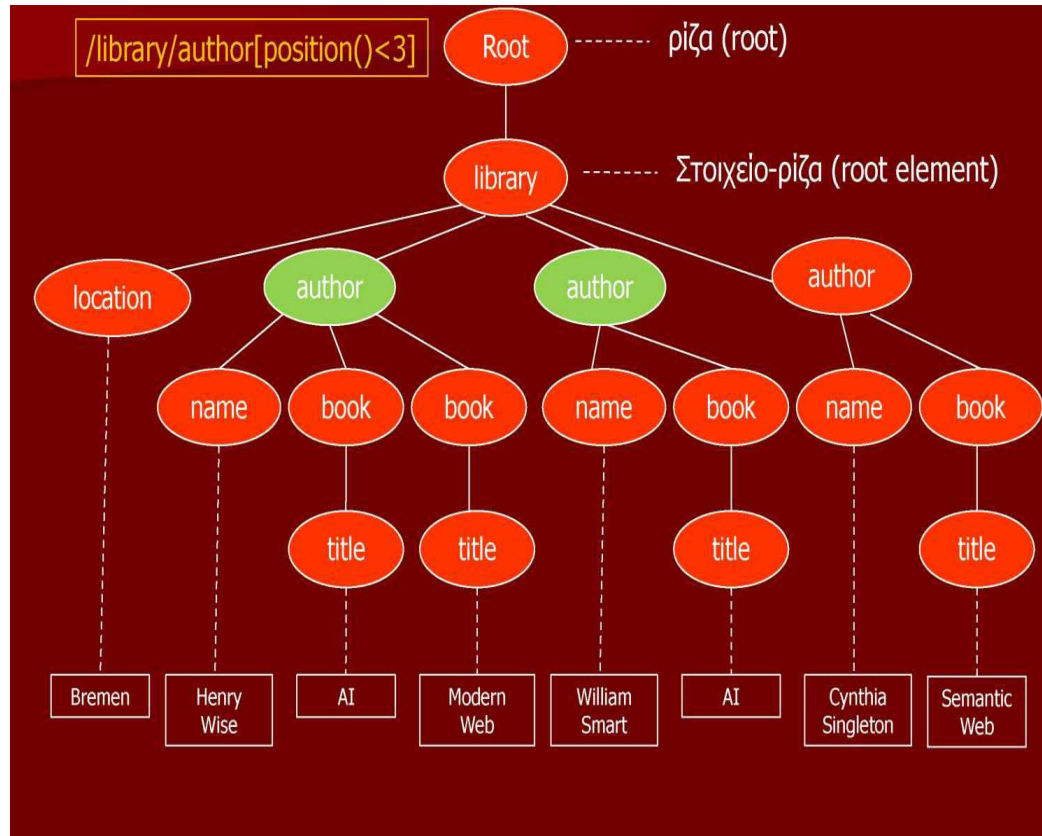 /library/author[position()<3]
Root
ρίζα (root)
library
Στοιχείο-ρίζα (root element)
location
author
author
author
name
book
book
name
book
name
book
title
title
title
title
Bremen
Henry
Wise
AI
Modern
Web
William
Smart
AI
Cynthia
Singleton
Semantic
Web